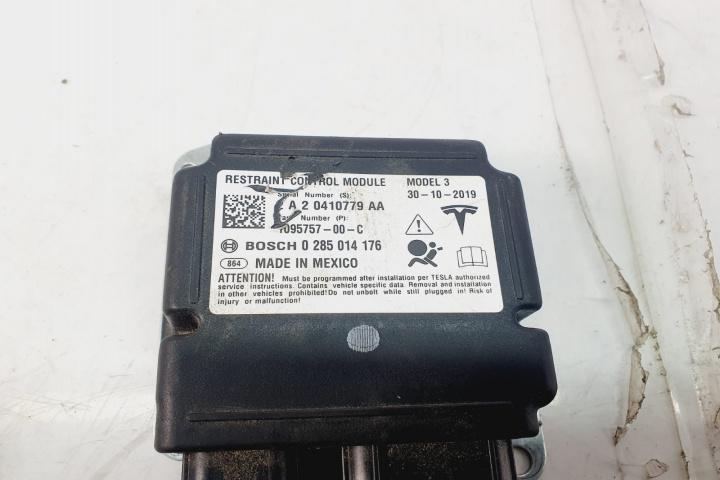 RESTRAINT CONTROL MODULE MODEL 3
Serial Number (S): 30-10-2019
A 2 0410779 AA
Number (P):
1095757-00-C
BOSCH 0 285 014 176
864 MADE IN MEXICO
ATTENTION! Must be programmed after installation per TESLA authorized
service instructions. Contains vehicle specific data. Removal and installation
in other vehicles prohibited! Do not unbolt while still plugged in! Risk of
injury or malfunction!